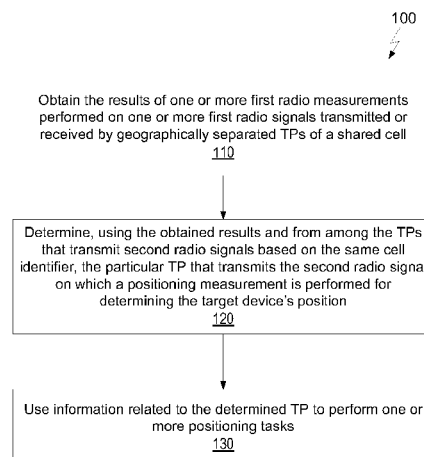 100
Obtain the results of one or more first radio measurements
performed on one or more first radio signals transmitted or
received by geographically separated TPs of a shared cell
110
Determine, using the obtained results and from among the TPs
that transmit second radio signals based on the same cell
identifier, the particular TP that transmits the second radio signa
on which a positioning measurement is performed for
determining the target device's position
120
Use information related to the determined TP to perform one or
more positioning tasks
130